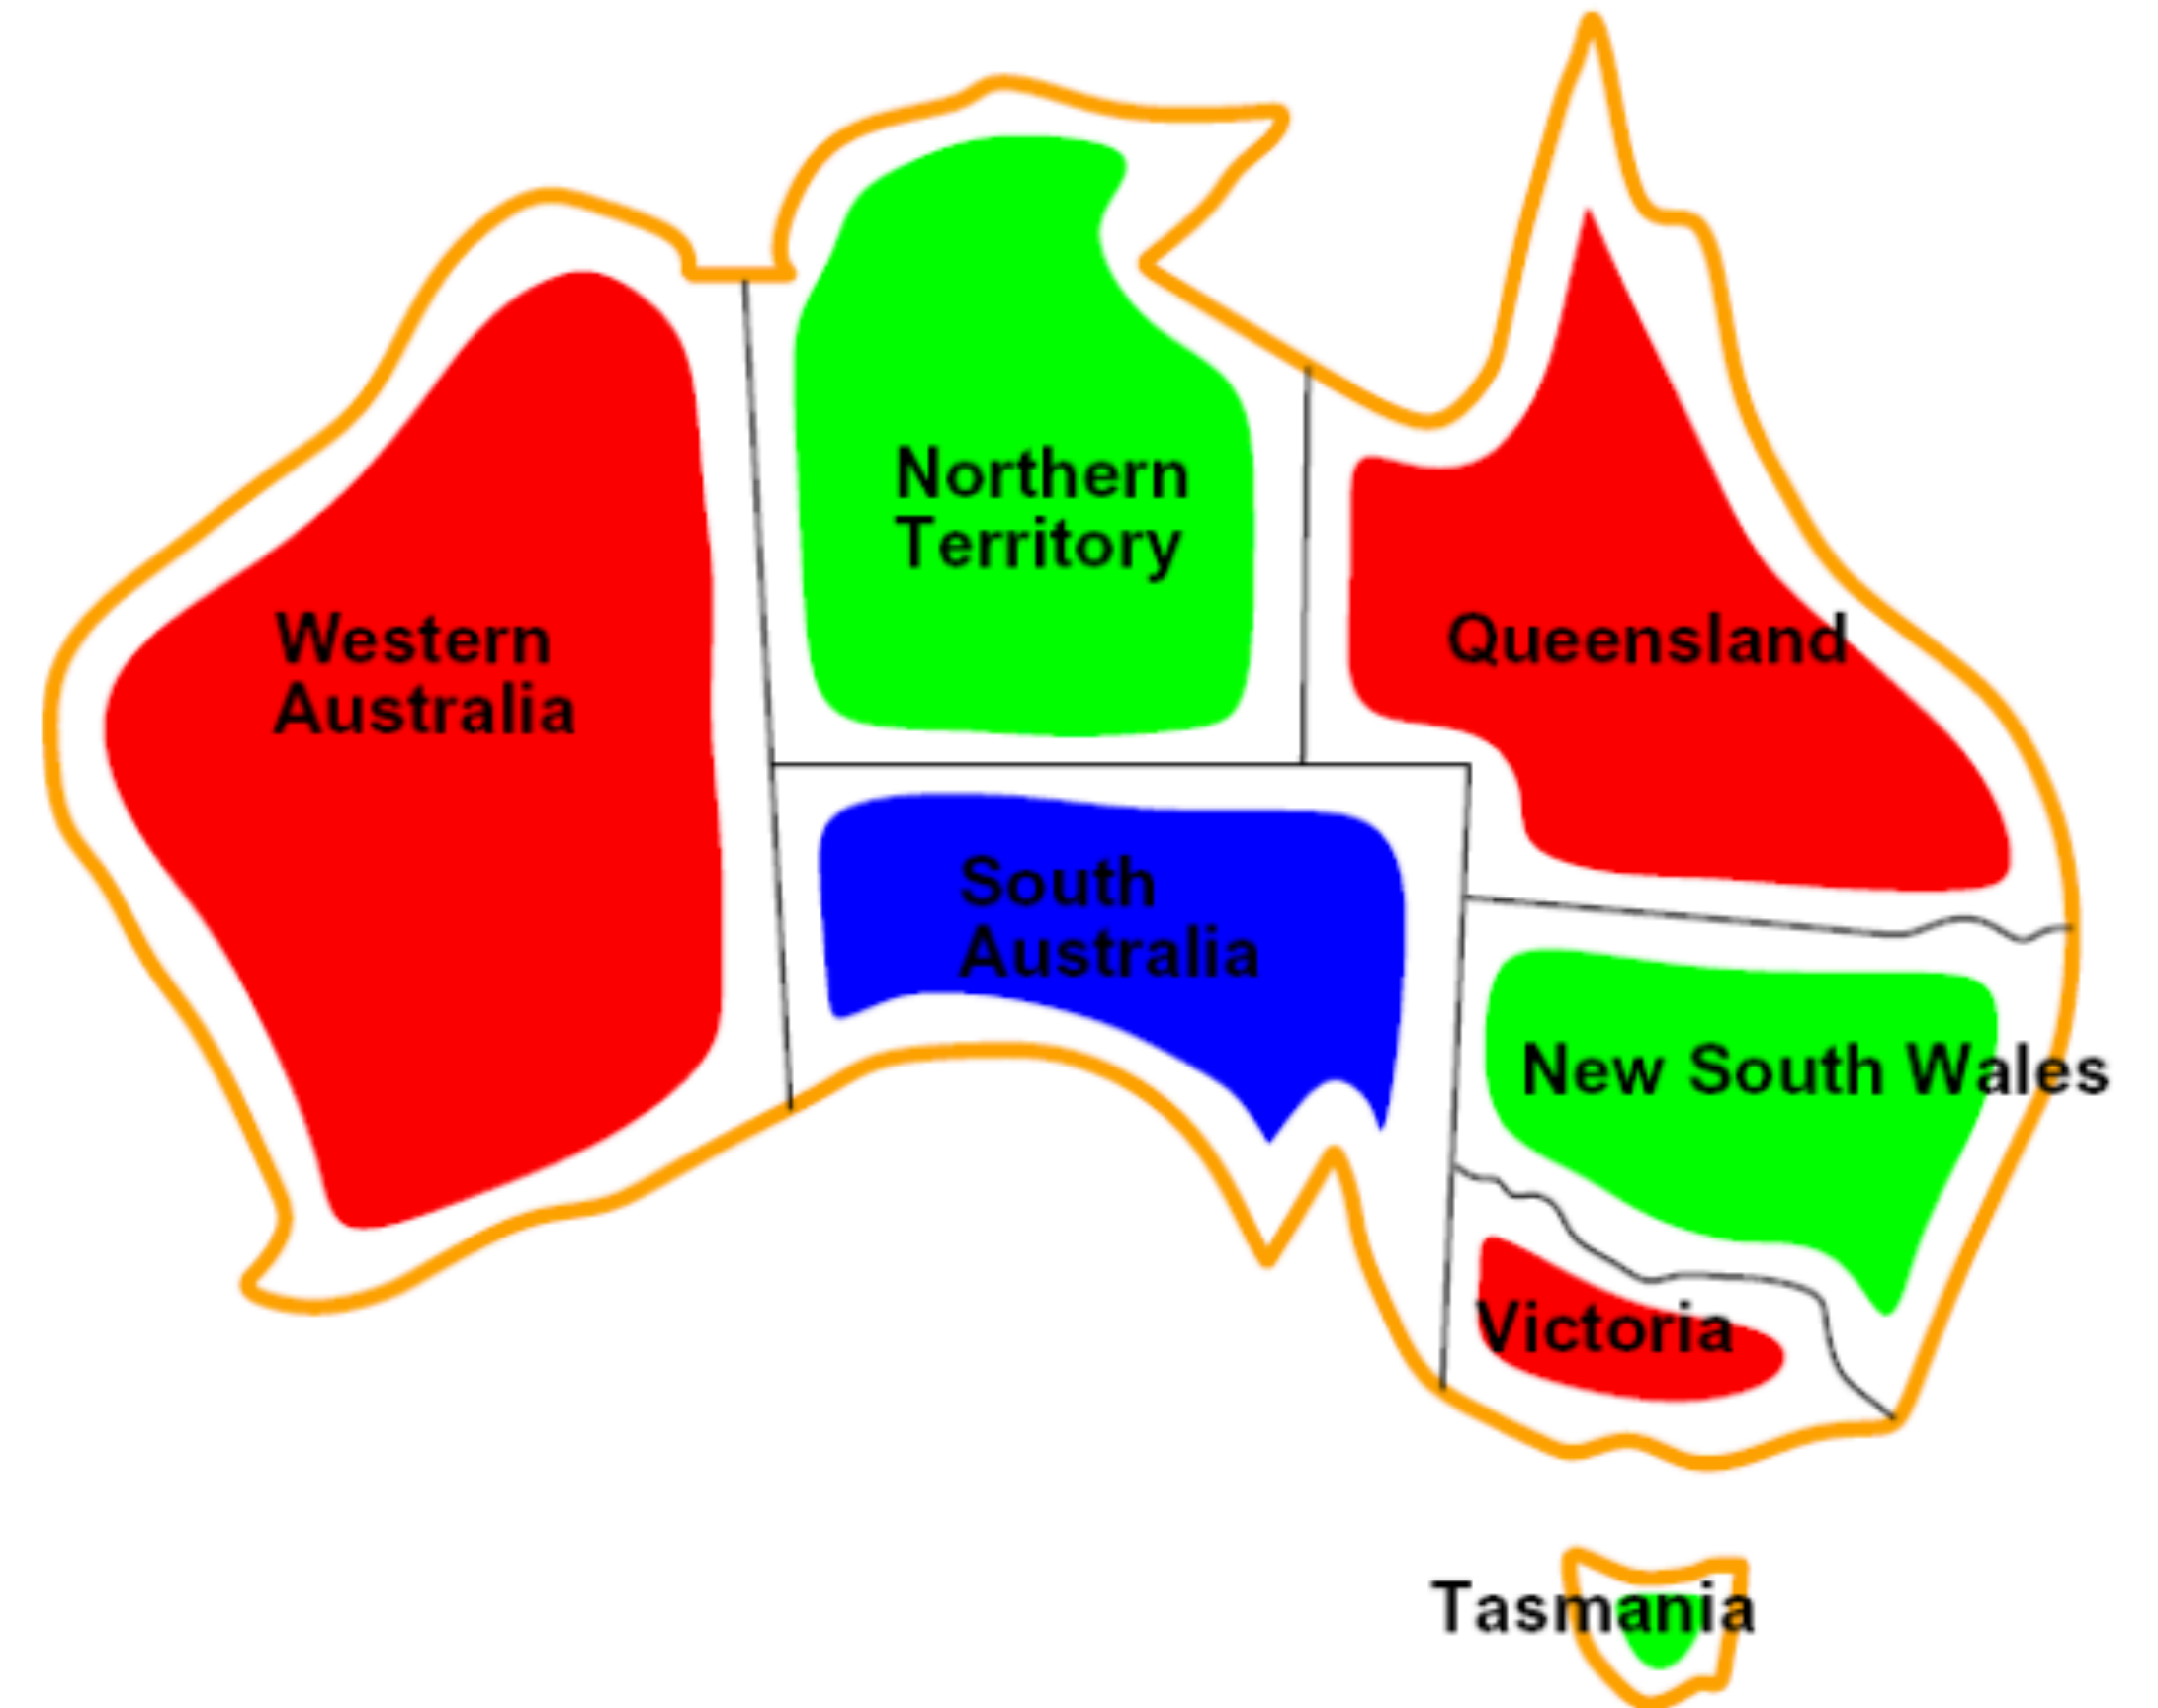 Northern
Territory
Western
Australia
Queensland
South
Australia
New South Wales
Victoria
Tasmania